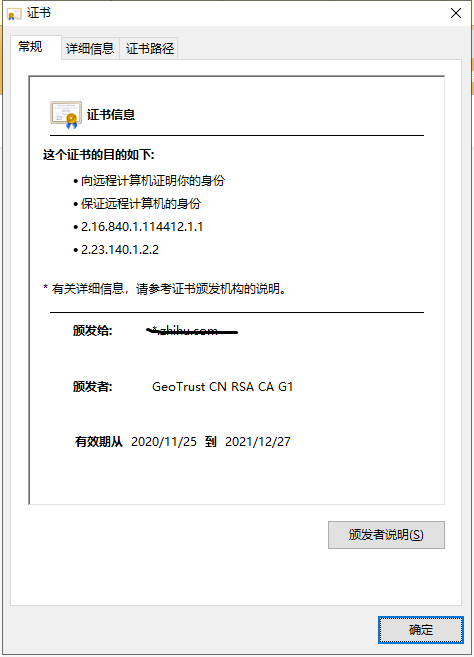 证书
常规 详细信息 证书路径
证书信息
这个证书的目的如下:
• 向远程计算机证明你的身份
• 保证远程计算机的身份
• 2.16.840.1.114412.1.1
• 2.23.140.1.2.2
* 有关详细信息，请参考证书颁发机构的说明。
颁发给: *.zhihu.com
颁发者: GeoTrust CN RSA CA G1
有效期从 2020/11/25 到 2021/12/27
颁发者说明(S)
确定